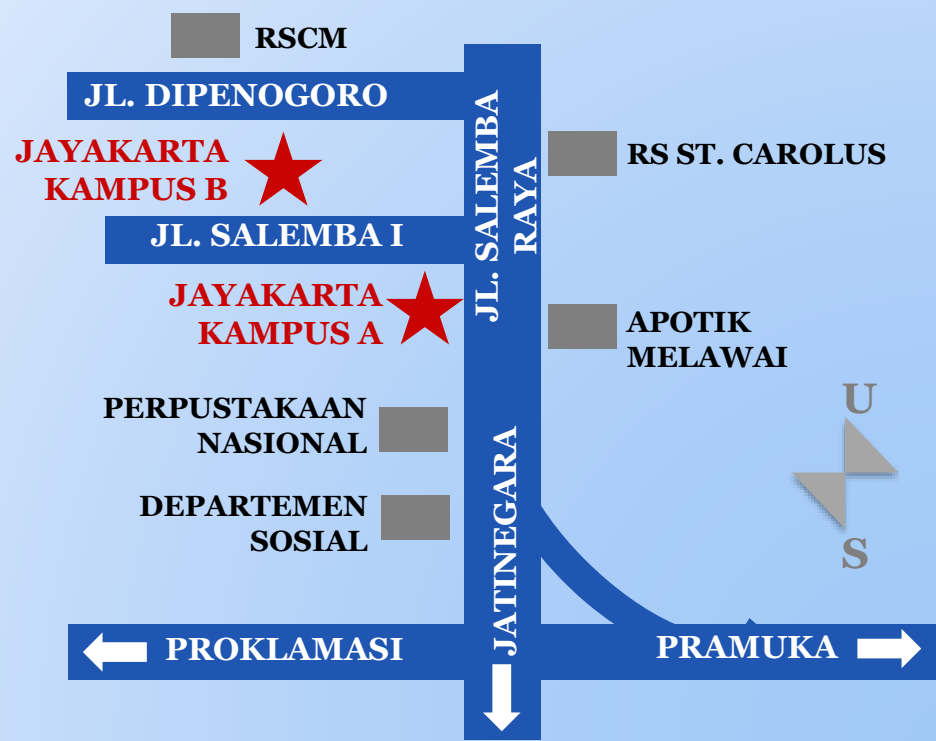 RSCM
JL. DIPENOGORO
JAYAKARTA
KAMPUS B
JL. SALEMBA
RAYA
RS ST. CAROLUS
JL. SALEMBA I
JAYAKARTA
KAMPUS A
APOTIK
MELAWAI
PERPUSTAKAAN
NASIONAL
U
DEPARTEMEN
SOSIAL
S
JATINEGARA
PROKLAMASI
PRAMUKA